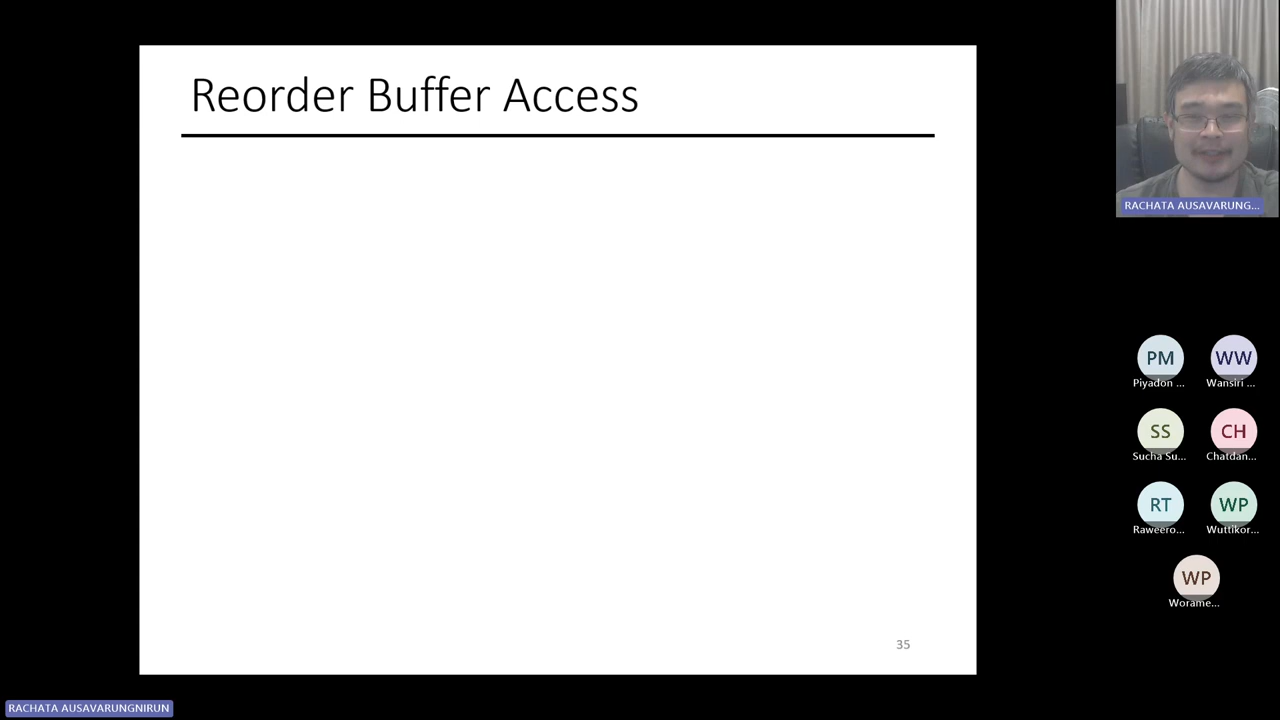 Reorder Buffer Access
35
RACHATA AUSAVARUNG...
PM
WW
Piyadon ...
Wansiri ...
SS
CH
Sucha Su...
Chatdan...
RT
WP
Raweero...
Wuttikor...
WP
Worame...
RACHATA AUSAVARUNGNIRUN